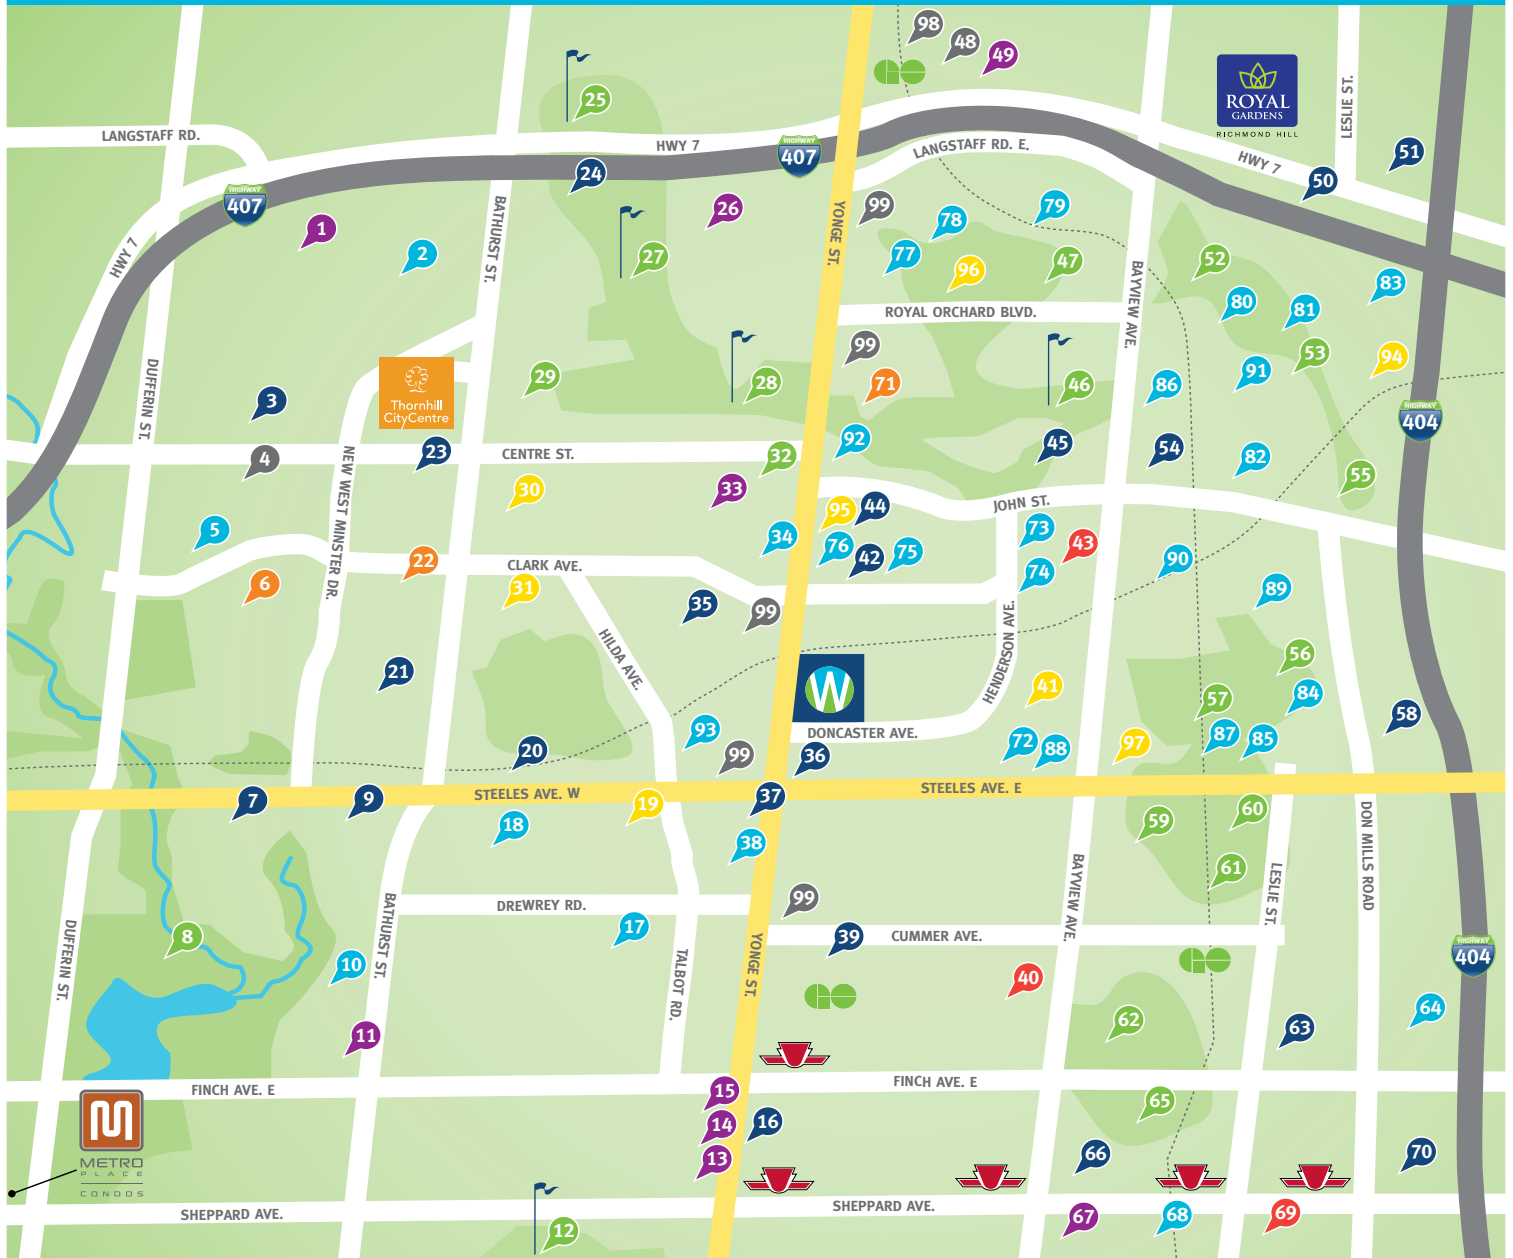 98
48
49
25
ROYAL
GARDENS
RICHMOND HILL
LESLIE ST.
LANGSTAFF RD.
HWY 7
HIGHWAY
407
LANGSTAFF RD. E.
HWY 7
51
50
24
HIGHWAY
407
1
26
99
78
79
BATHURST ST.
YONGE ST.
HWY 7
2
27
77
96
47
52
BAYVIEW AVE.
83
80
81
ROYAL ORCHARD BLVD.
99
53
94
DUFFERIN ST.
Thornhill
CityCentre
29
28
71
46
86
91
3
HIGHWAY
404
4
23
CENTRE ST.
32
92
45
54
82
55
NEW WEST MINSTER DR.
30
33
95
44
JOHN ST.
5
34
76
42
75
73
43
74
90
6
22
CLARK AVE.
31
35
99
89
HILDA AVE.
HENDERSON AVE.
21
W
41
56
57
84
58
93
DONCASTER AVE.
20
99
36
72
88
97
87
85
7
9
STEELES AVE. W
19
37
STEELES AVE. E
18
38
59
60
DON MILLS ROAD
BAYVIEW AVE.
61
LESLIE ST.
DREWREY RD.
99
DUFFERIN ST.
8
BATHURST ST.
17
TALBOT RD.
YONGE ST.
39
CUMMER AVE.
10
40
HIGHWAY
404
11
62
63
64
FINCH AVE. E
15
FINCH AVE. E
M
METRO
PLACE
CONDOS
14
16
65
13
66
70
SHEPPARD AVE.
12
SHEPPARD AVE.
67
68
69